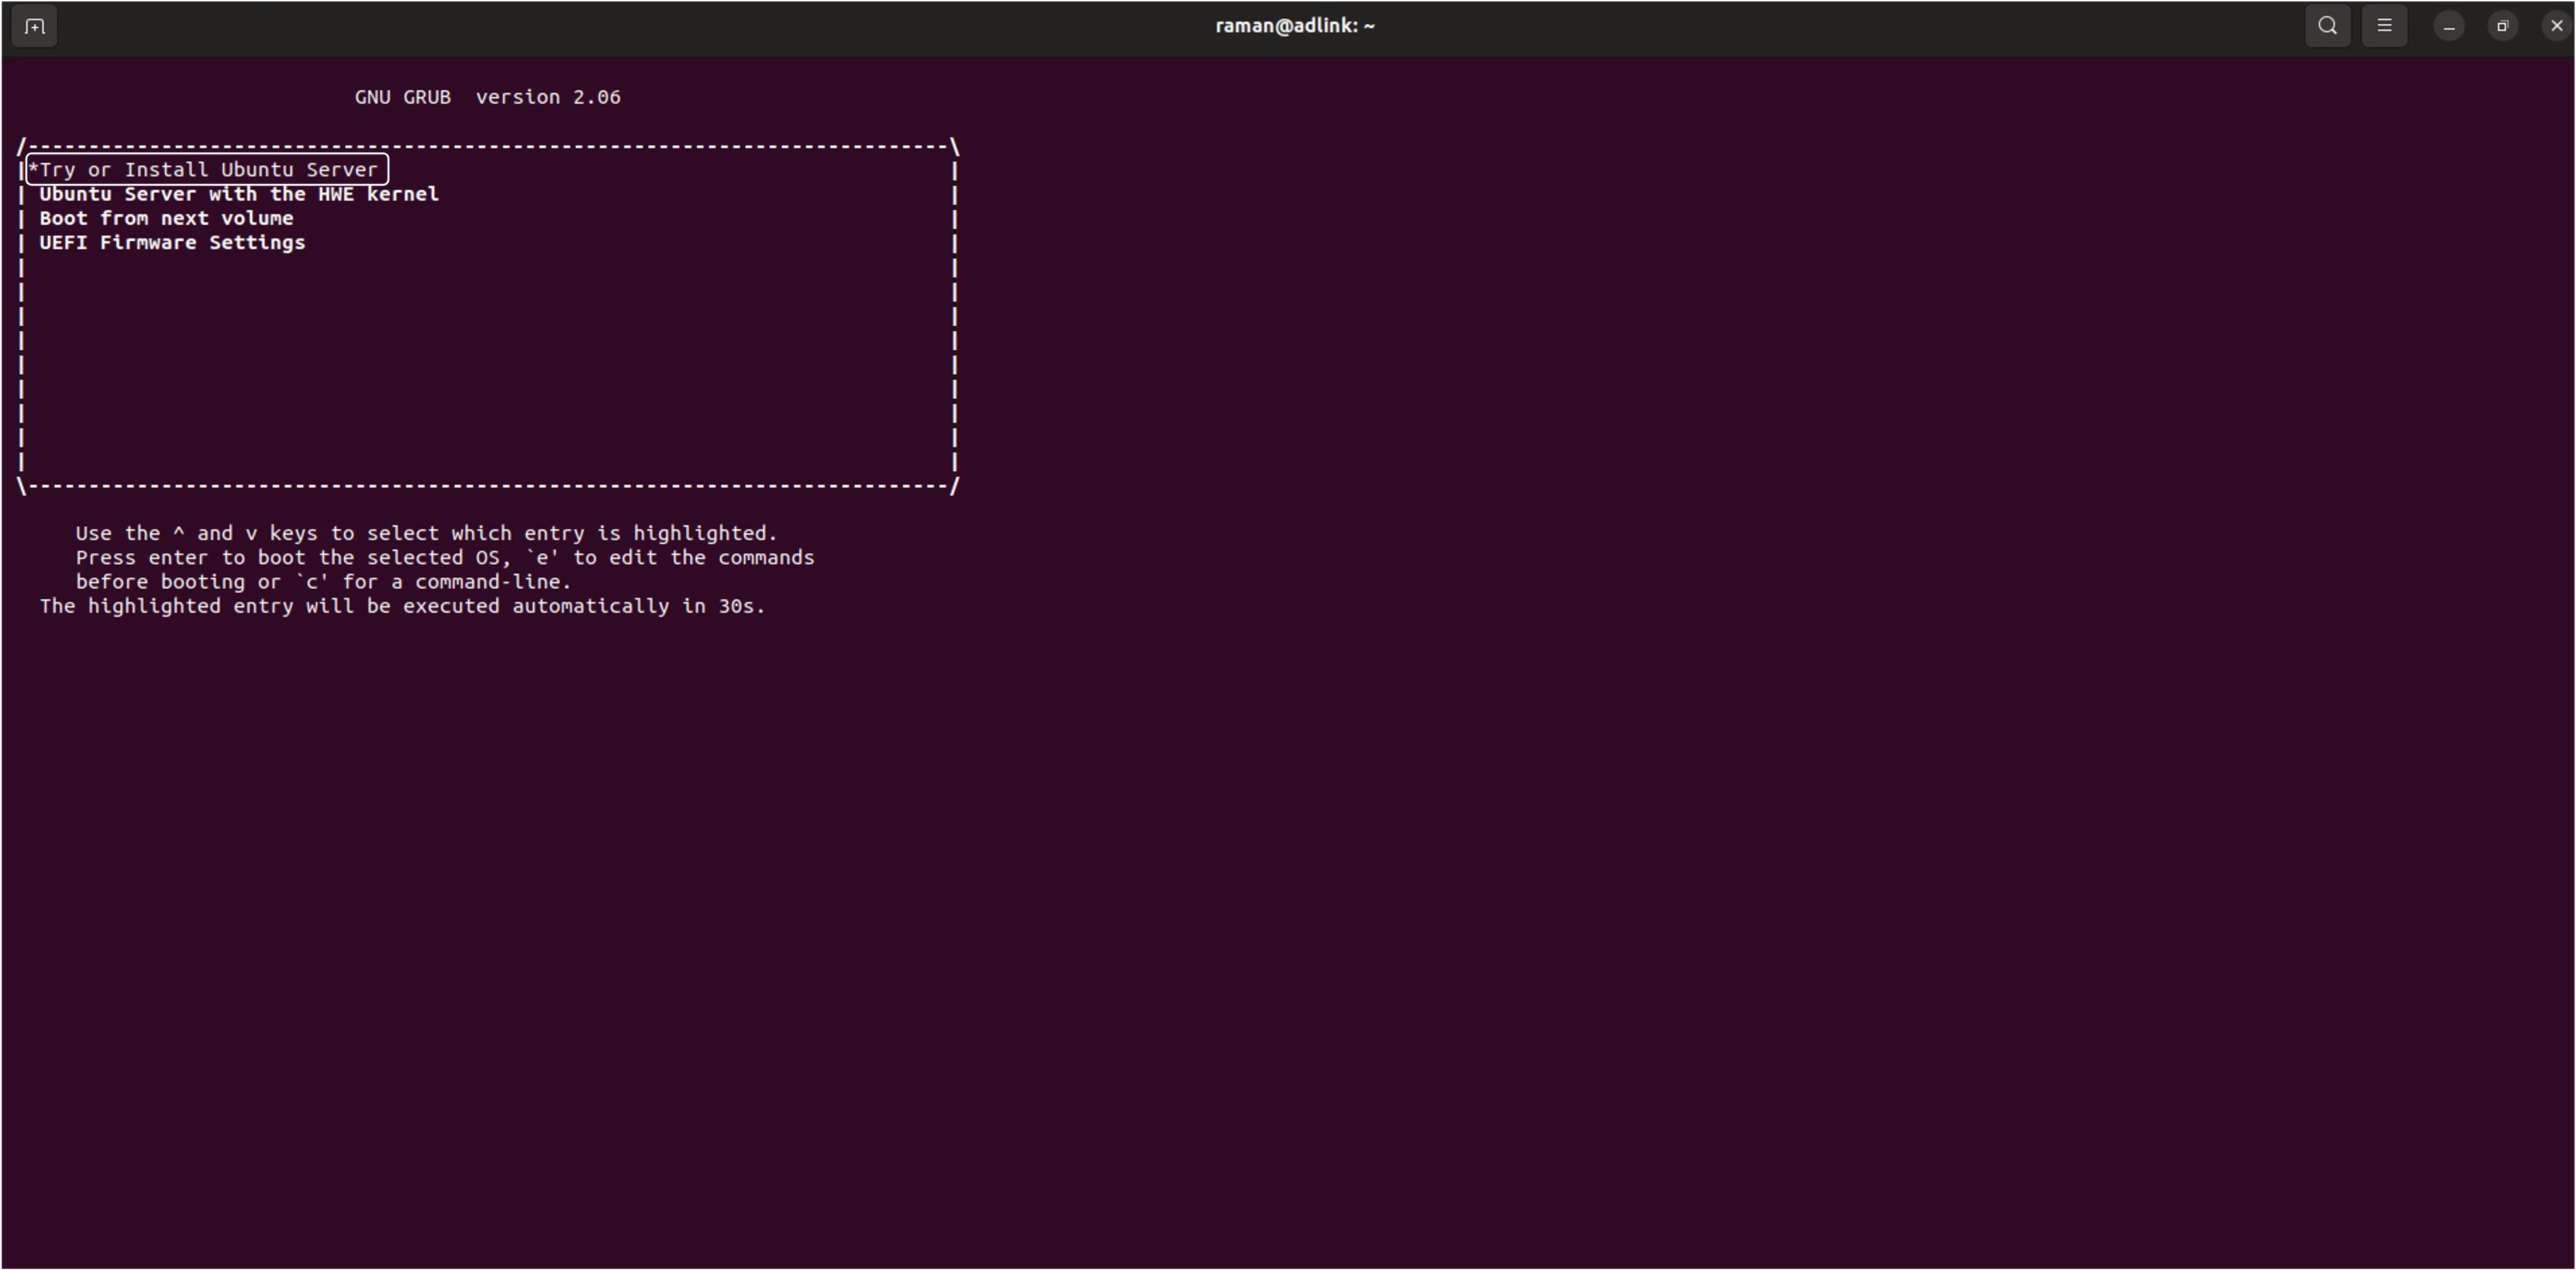 raman@adlink: ~
GNU GRUB  version 2.06
/----------------------------------------------------------------------------\
|*Try or Install Ubuntu Server                                               |
| Ubuntu Server with the HWE kernel                                          |
| Boot from next volume                                                      |
| UEFI Firmware Settings                                                     |
\----------------------------------------------------------------------------/
Use the ^ and v keys to select which entry is highlighted.
Press enter to boot the selected OS, `e' to edit the commands
before booting or `c' for a command-line.
The highlighted entry will be executed automatically in 30s.